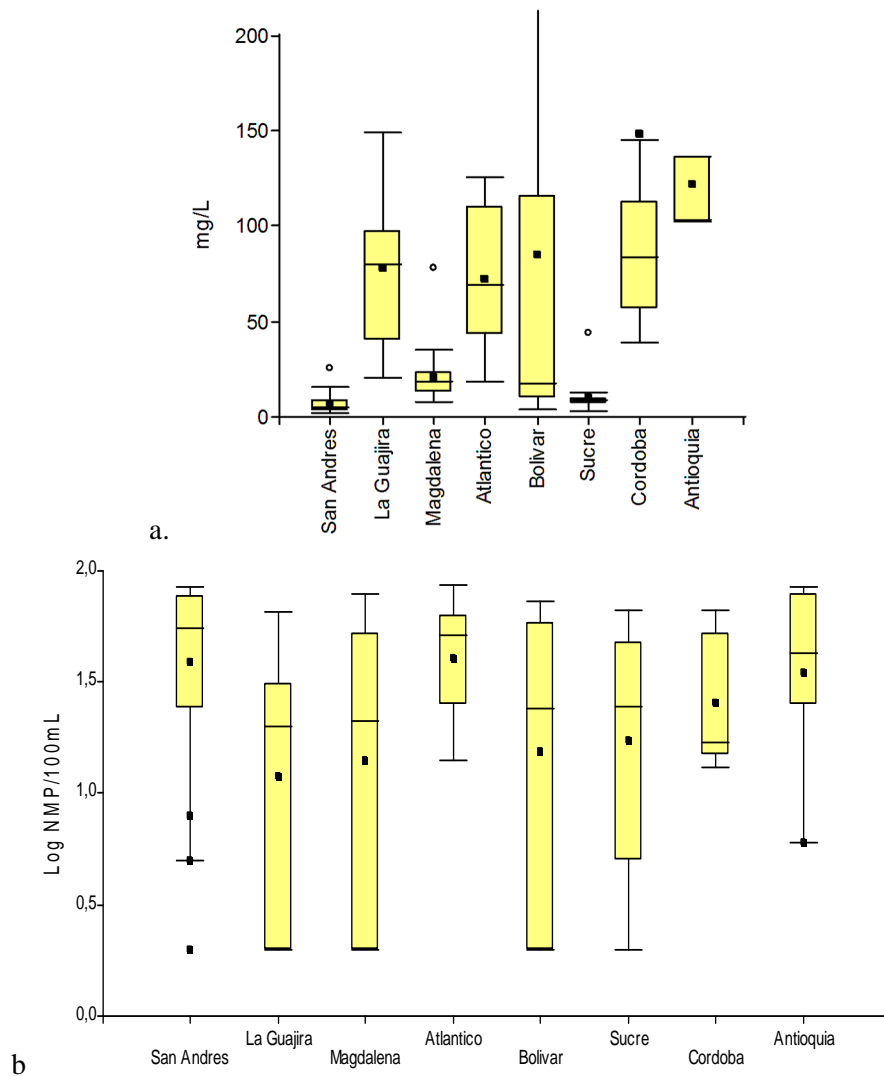 200
150
100
50
0
mg/L
San Andres
La Guajira
Magdalena
Atlantico
Bolivar
Sucre
Cordoba
Antioquia
a.
2,0
1,5
1,0
0,5
0,0
Log NMP/100mL
La Guajira Atlantico Sucre Antioquia
San Andres Magdalena Bolivar Cordoba
b